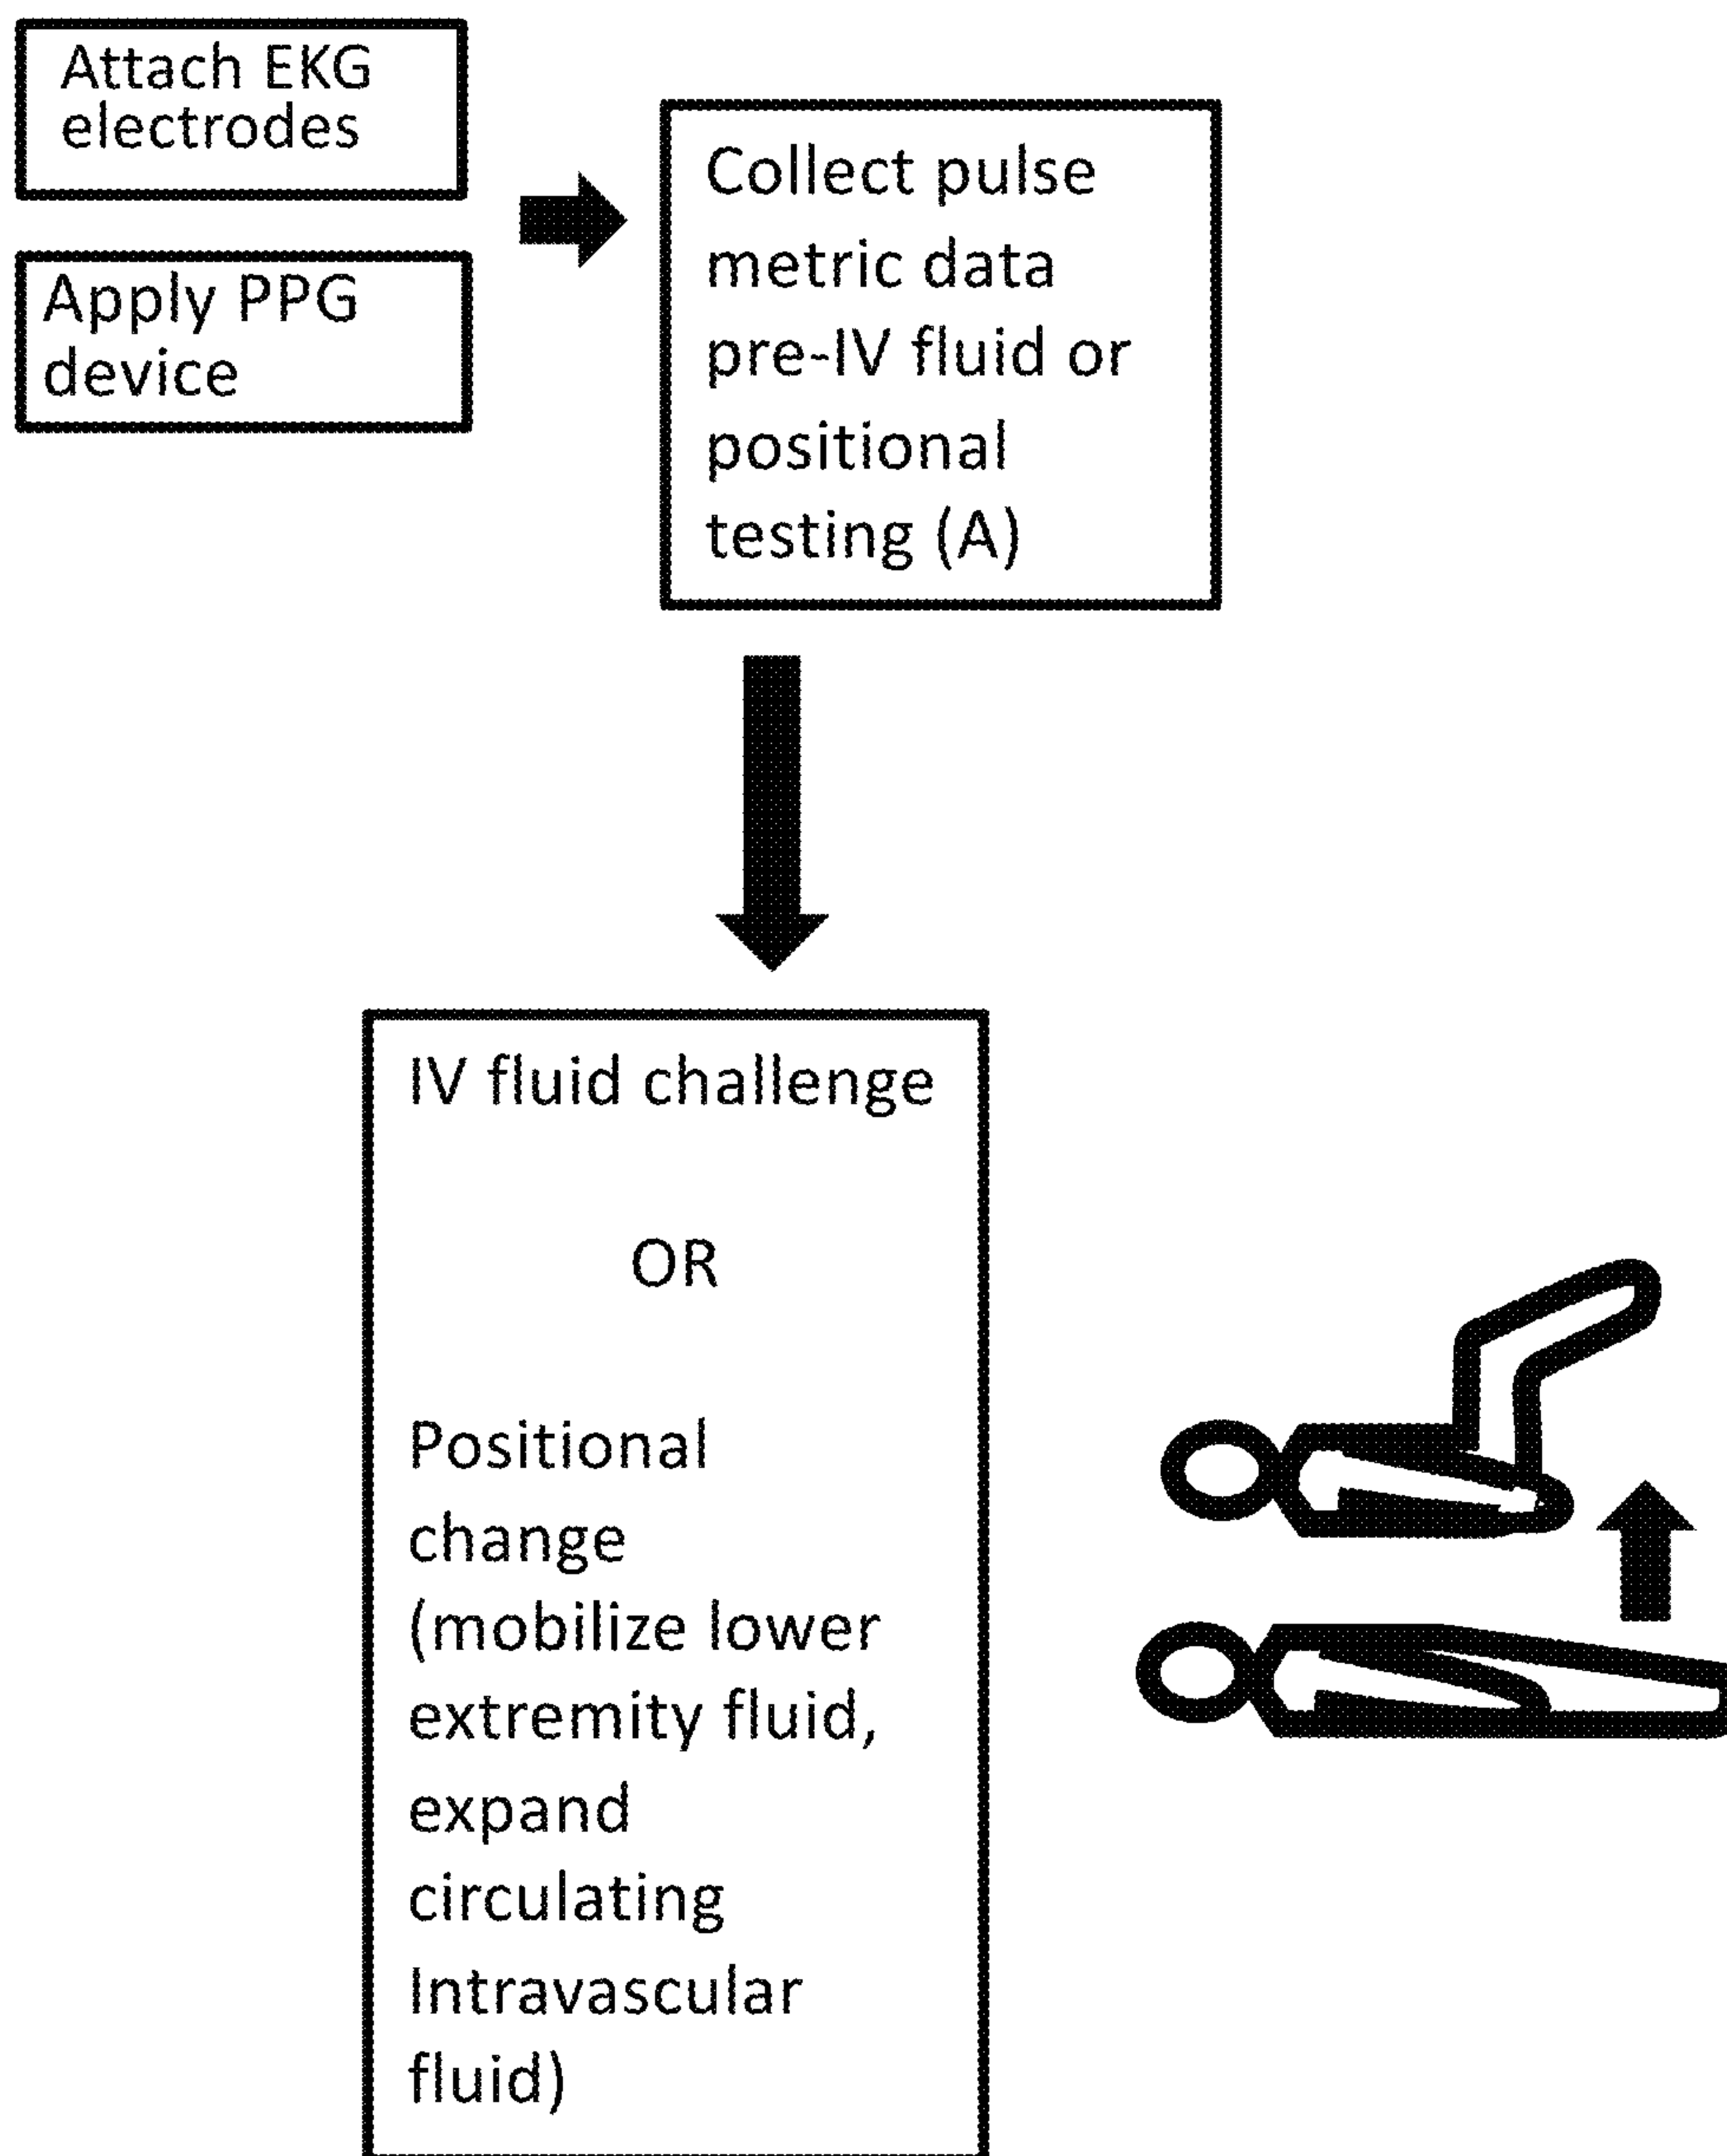 Attach EKG
electrodes
Apply PPG
device
Collect pulse
metric data
pre-IV fluid or
positional
testing (A)
IV fluid challenge
OR
Positional
change
(mobilize lower
extremity fluid,
expand
circulating
Intravascular
fluid)